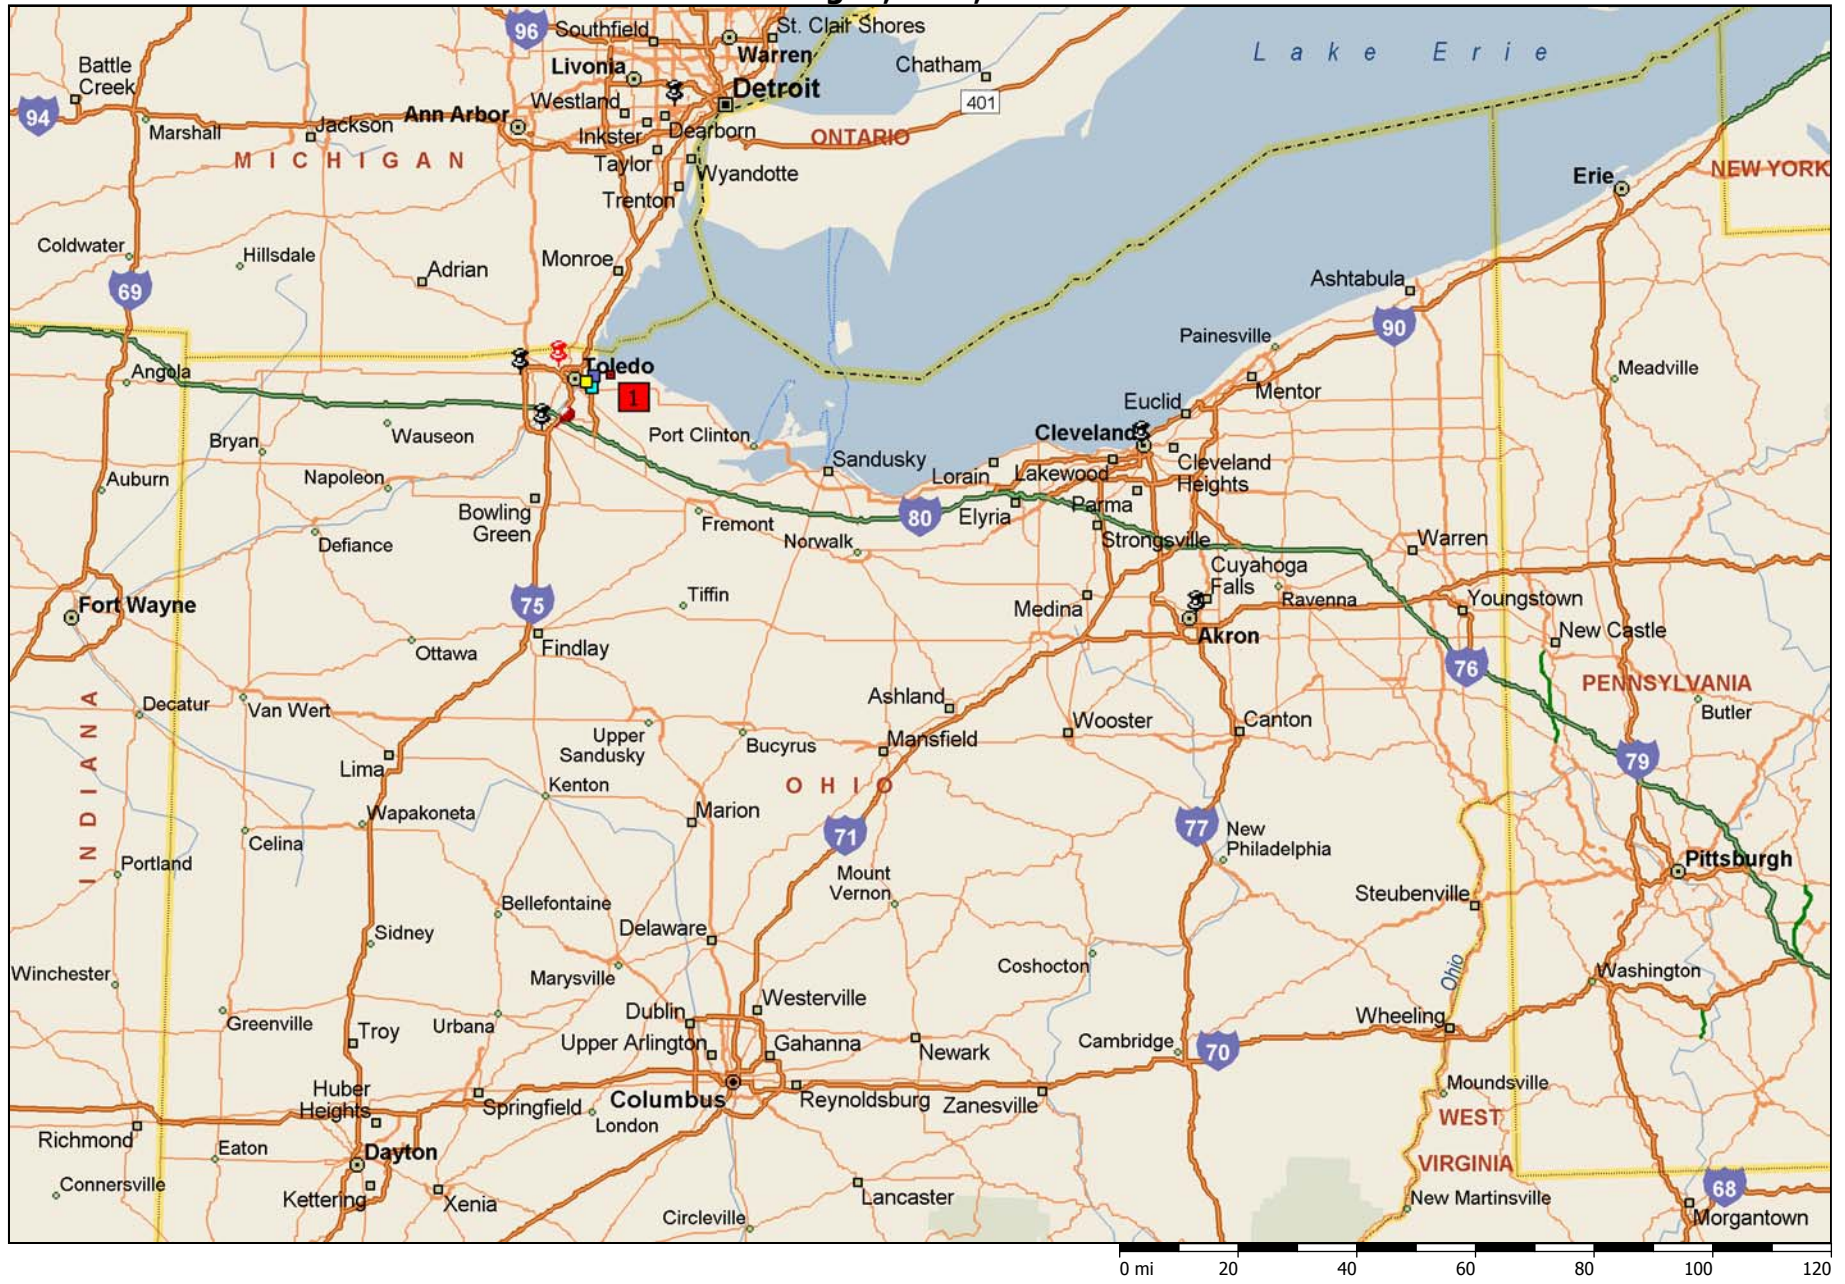 96
Southfield
St. Clair Shores
Warren
Livonia
Chatham
Lake Erie
Battle
Creek
Detroit
94
Westland
401
Ann Arbor
Marshall
Jackson
Inkster
Dearborn
ONTARIO
MICHIGAN
Taylor
Wyandotte
NEW YORK
Erie
Trenton
Coldwater
Hillsdale
Adrian
Monroe
69
Ashtabula
90
Painesville
Angola
Toledo
Meadville
1
Mentor
Euclid
Bryan
Wauseon
Port Clinton
Cleveland
Auburn
Napoleon
Sandusky
Lorain
Lakewood
Cleveland
Heights
Bowling
Green
Fremont
80
Elyria
Parma
Defiance
Norwalk
Strongsville
Warren
Cuyahoga
Falls
Fort Wayne
75
Tiffin
Medina
Ravenna
Youngstown
Akron
New Castle
Ottawa
Findlay
76
PENNSYLVANIA
INDIANA
Decatur
Van Wert
Ashland
Wooster
Canton
Butler
Upper
Sandusky
Bucyrus
Mansfield
Lima
79
Kenton
OHIO
Wapakoneta
Marion
71
77
New
Philadelphia
Celina
Portland
Mount
Vernon
Pittsburgh
Bellefontaine
Steubenville
Sidney
Delaware
Winchester
Marysville
Coshocton
Ohio
Washington
Westerville
Greenville
Urbana
Dublin
Wheeling
Troy
Upper Arlington
Gahanna
Newark
Cambridge
70
Huber
Heights
Moundsville
Springfield
Columbus
Reynoldsburg
Zanesville
WEST
VIRGINIA
London
Richmond
Eaton
Dayton
Connersville
Kettering
Xenia
Lancaster
68
New Martinsville
Circleville
Morgantown
0 mi 20 40 60 80 100 120